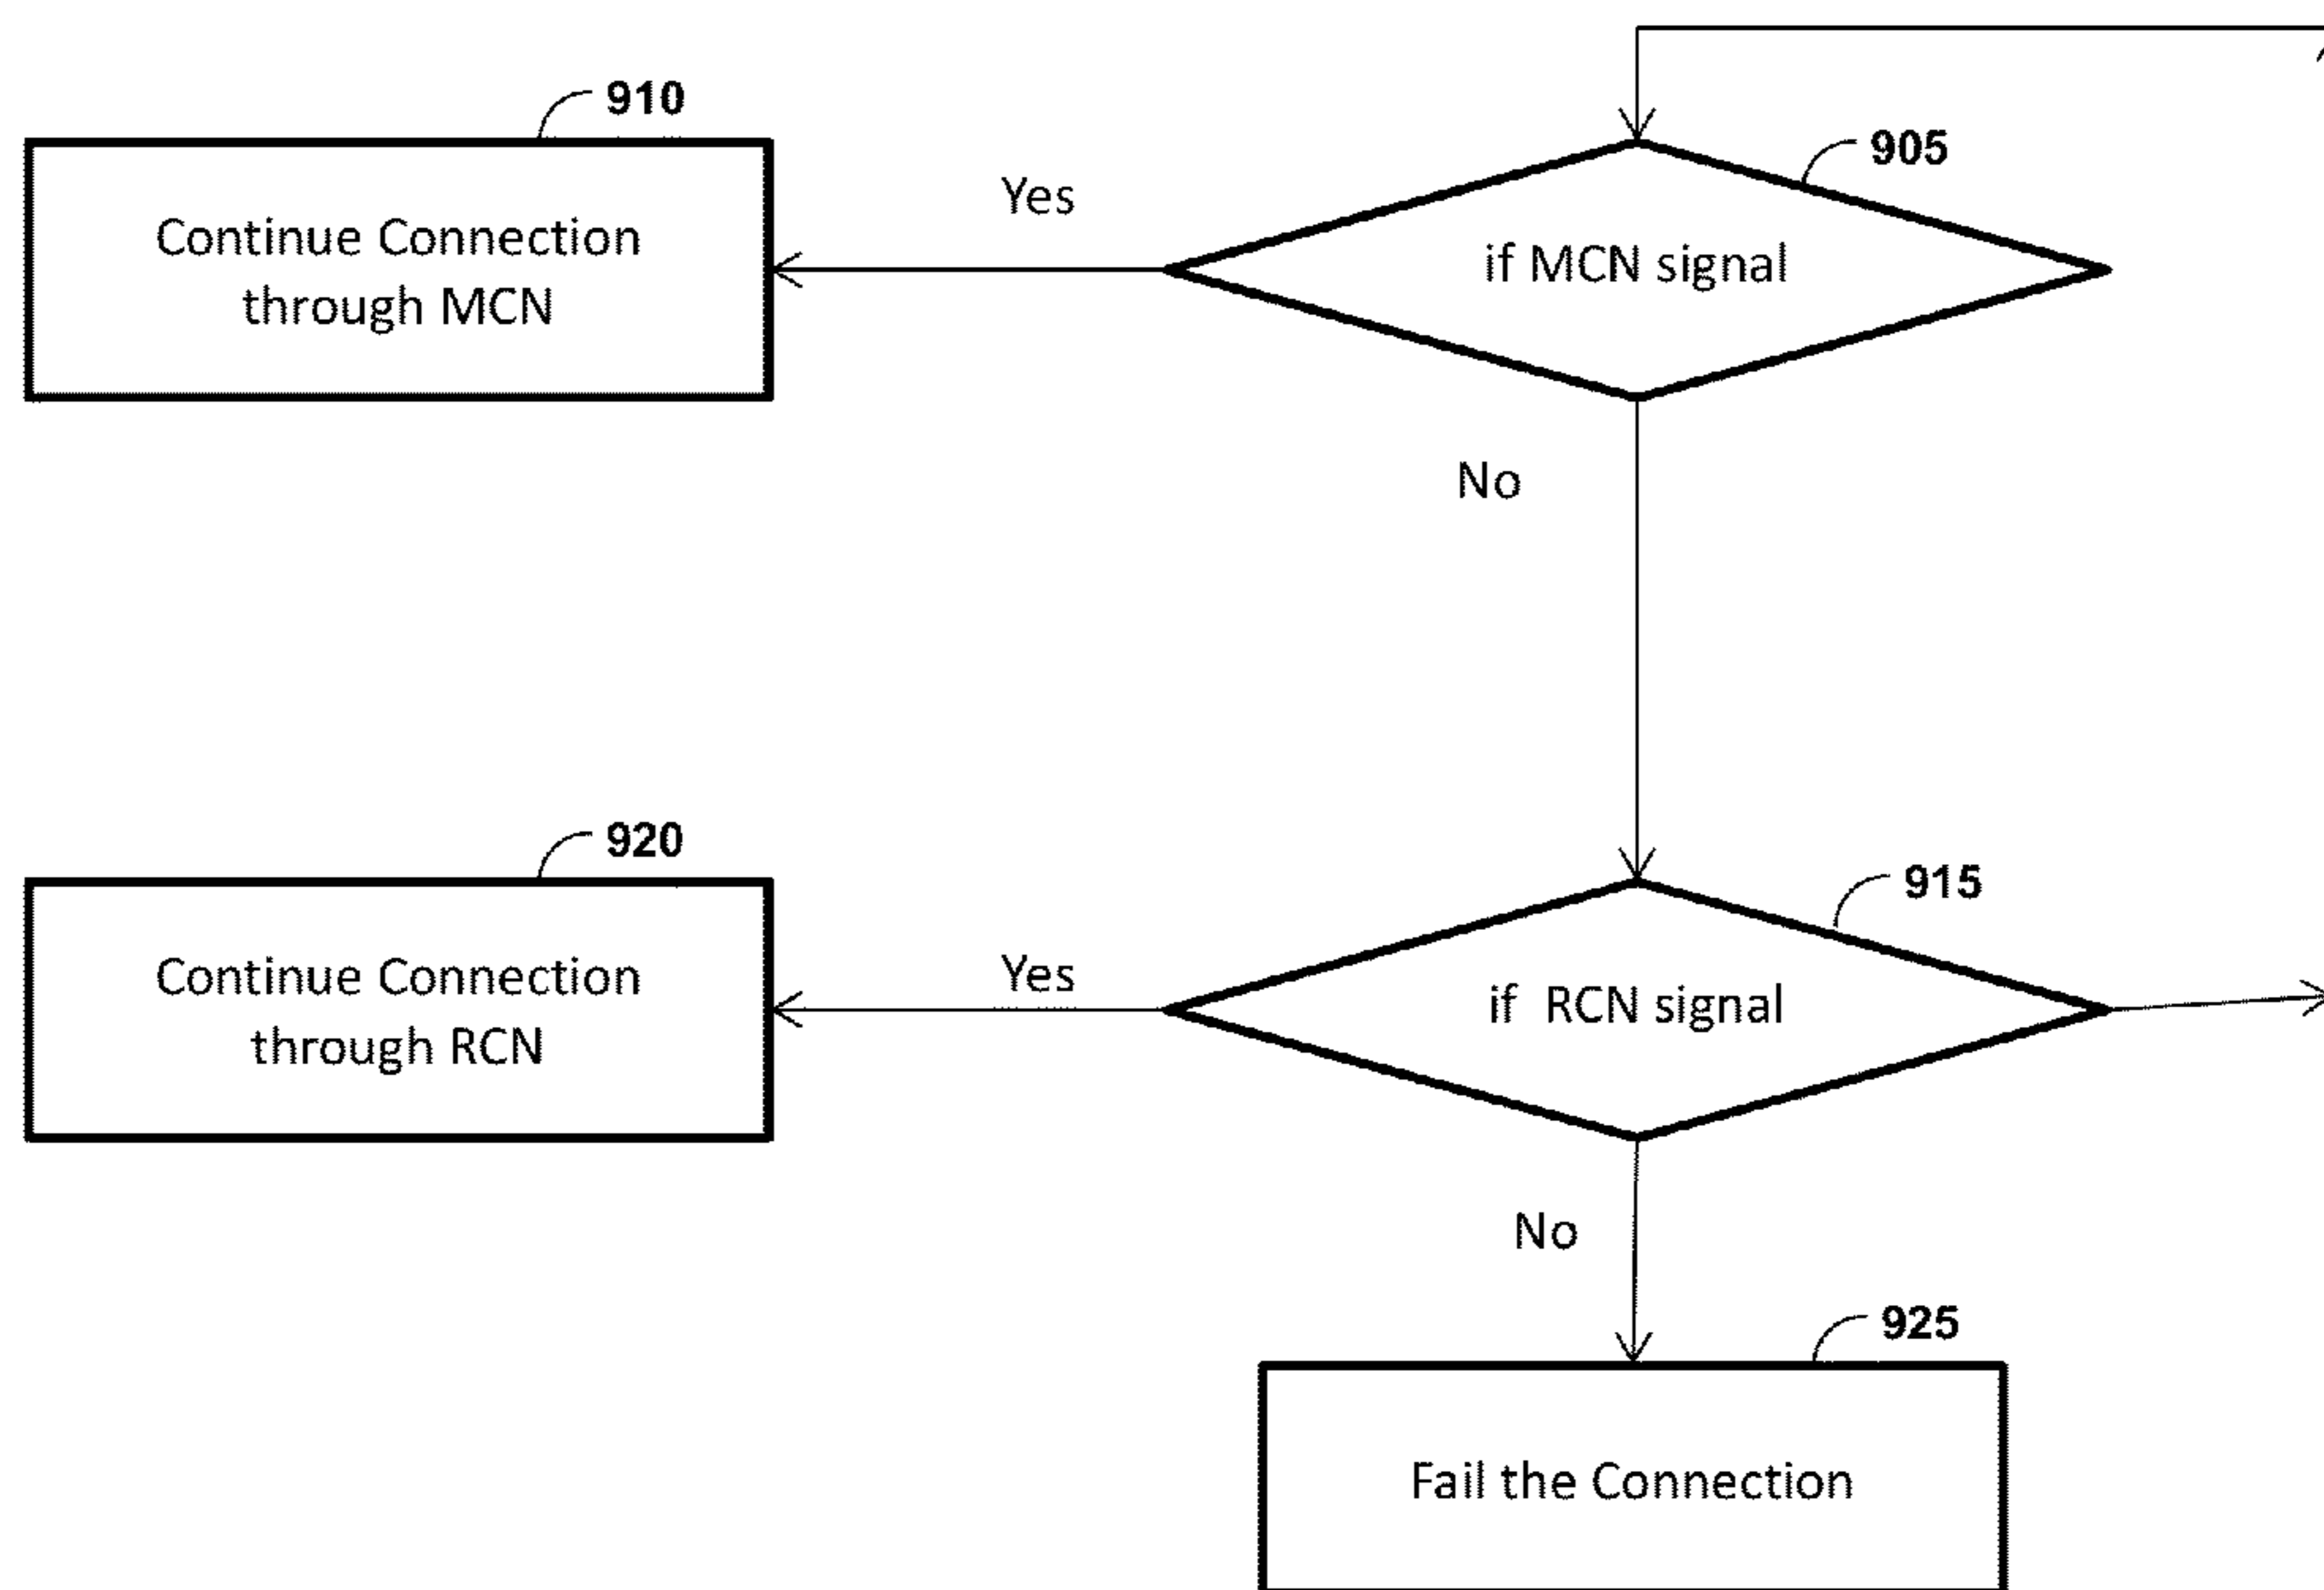 910
905
Yes
Continue Connection
through MCN
if MCN signal
No
920
915
Yes
Continue Connection
through RCN
if RCN signal
No
925
Fail the Connection